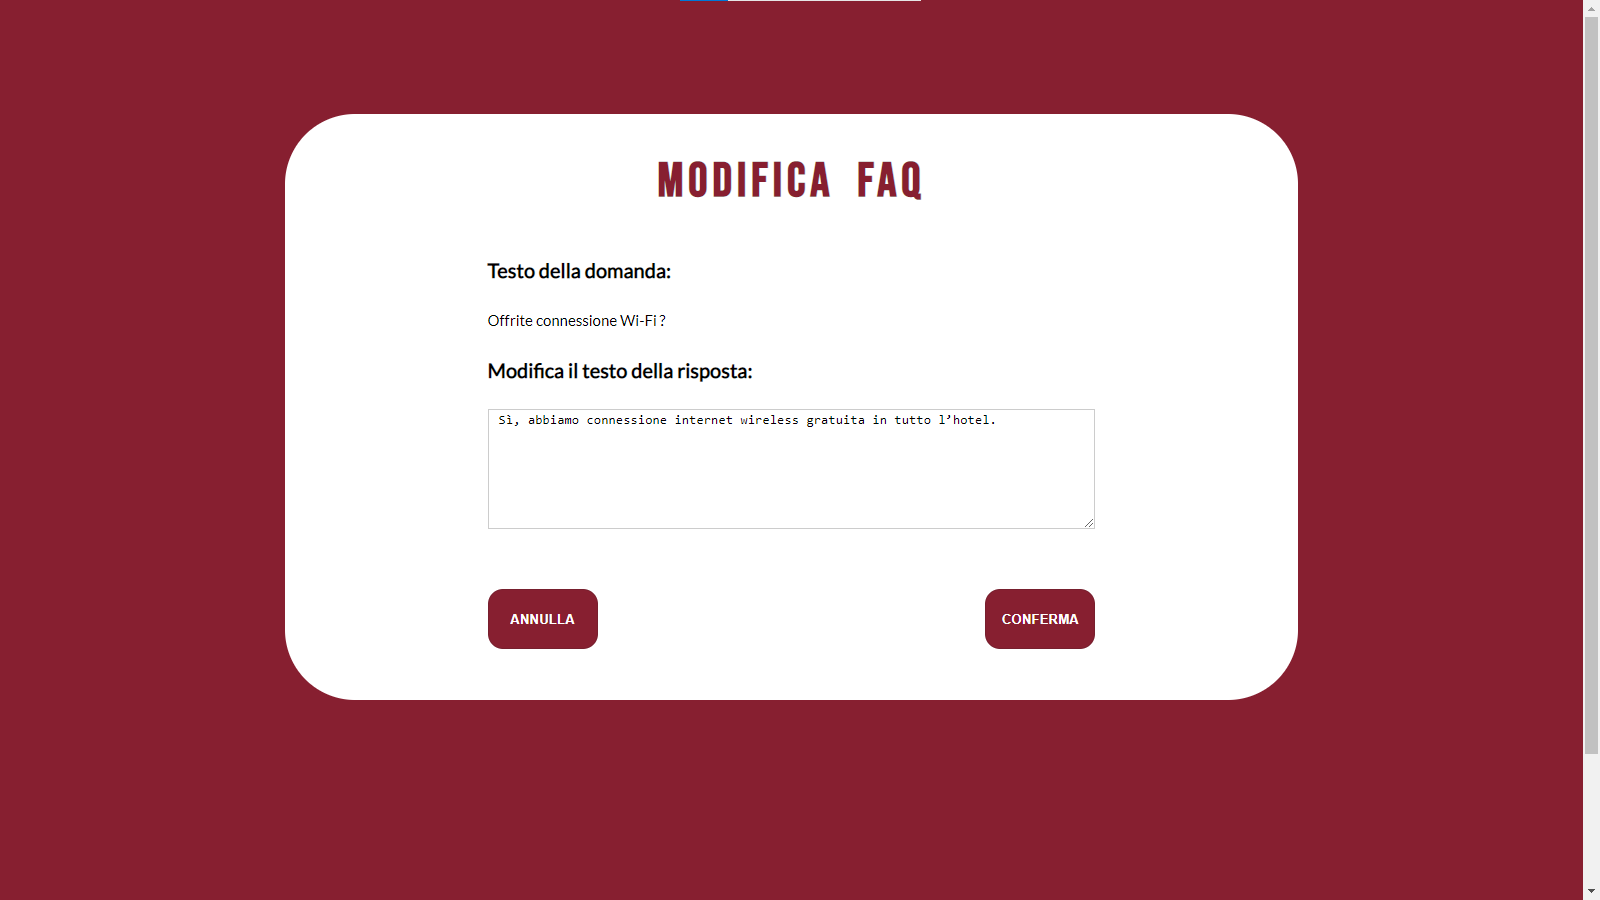 MODIFICA FAQ
Testo della domanda:
Offrite connessione Wi-Fi ?
Modifica il testo della risposta:
Sì, abbiamo connessione internet wireless gratuita in tutto l’hotel.
ANNULLA
CONFERMA